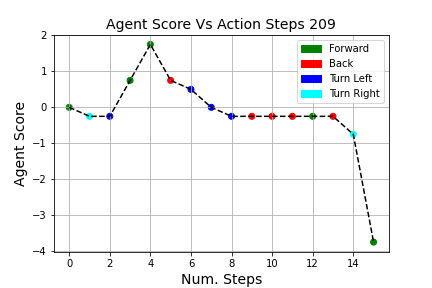 Agent Score Vs Action Steps 209
Agent Score
2
1
0
−1
−2
−3
−4
Forward
Back
Turn Left
Turn Right
0 2 4 6 8 10 12 14
Num. Steps